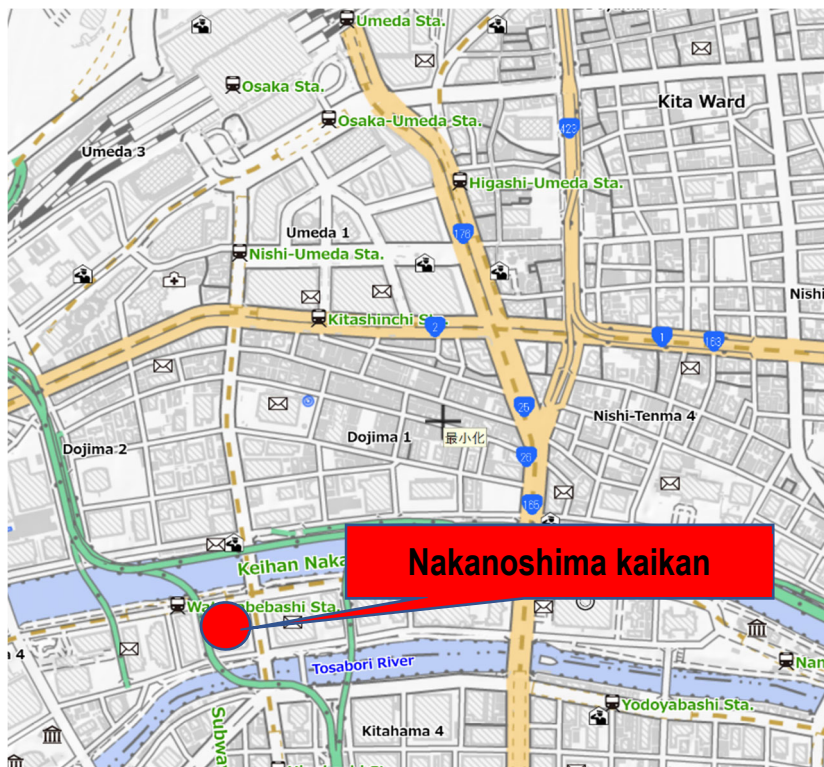 Umeda Sta.
Osaka Sta.
Kita Ward
Osaka-Umeda Sta.
423
Umeda 3
Higashi-Umeda Sta.
Umeda 1
176
Nishi-Umeda Sta.
Nishi
Kitashinchi
2
1
163
25
Nishi-Tenma 4
Dojima 1
最小化
Dojima 2
26
165
Keihan Naka
Nakanoshima kaikan
Sta.
4
Tosabori River
Nan
Yodoyabashi Sta.
Subwa
Kitahama 4